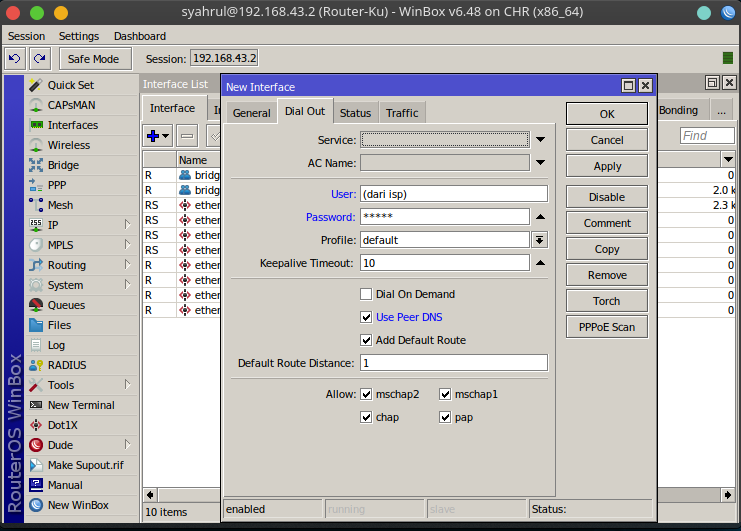 syahrul@192.168.43.2 (Router-Ku) - WinBox v6.48 on CHR (x86_64)
Session Settings Dashboard
Safe Mode Session: 192.168.43.2
RouterOS WinBox
Quick Set
CAPsMAN
Interfaces
Wireless
Bridge
PPP
Mesh
IP
MPLS
Routing
System
Queues
Files
Log
RADIUS
Tools
New Terminal
Dot1X
Dude
Make Supout.rif
Manual
New WinBox
Interface List
Interface
Bonding ...
Find
Name
R bridg 0
R bridg 2.0 k
RS ether 2.3 k
RS ether 0
RS ether 0
RS ether 0
R ether 0
R ether 0
R ether 0
R ether 0
10 items
New Interface
General Dial Out Status Traffic
Service:
AC Name:
User: (dari isp)
Password: *****
Profile: default
Keepalive Timeout: 10
Dial On Demand
Use Peer DNS
Add Default Route
Default Route Distance: 1
Allow: mschap2 mschap1
chap pap
OK
Cancel
Apply
Disable
Comment
Copy
Remove
Torch
PPPoE Scan
enabled running slave Status: